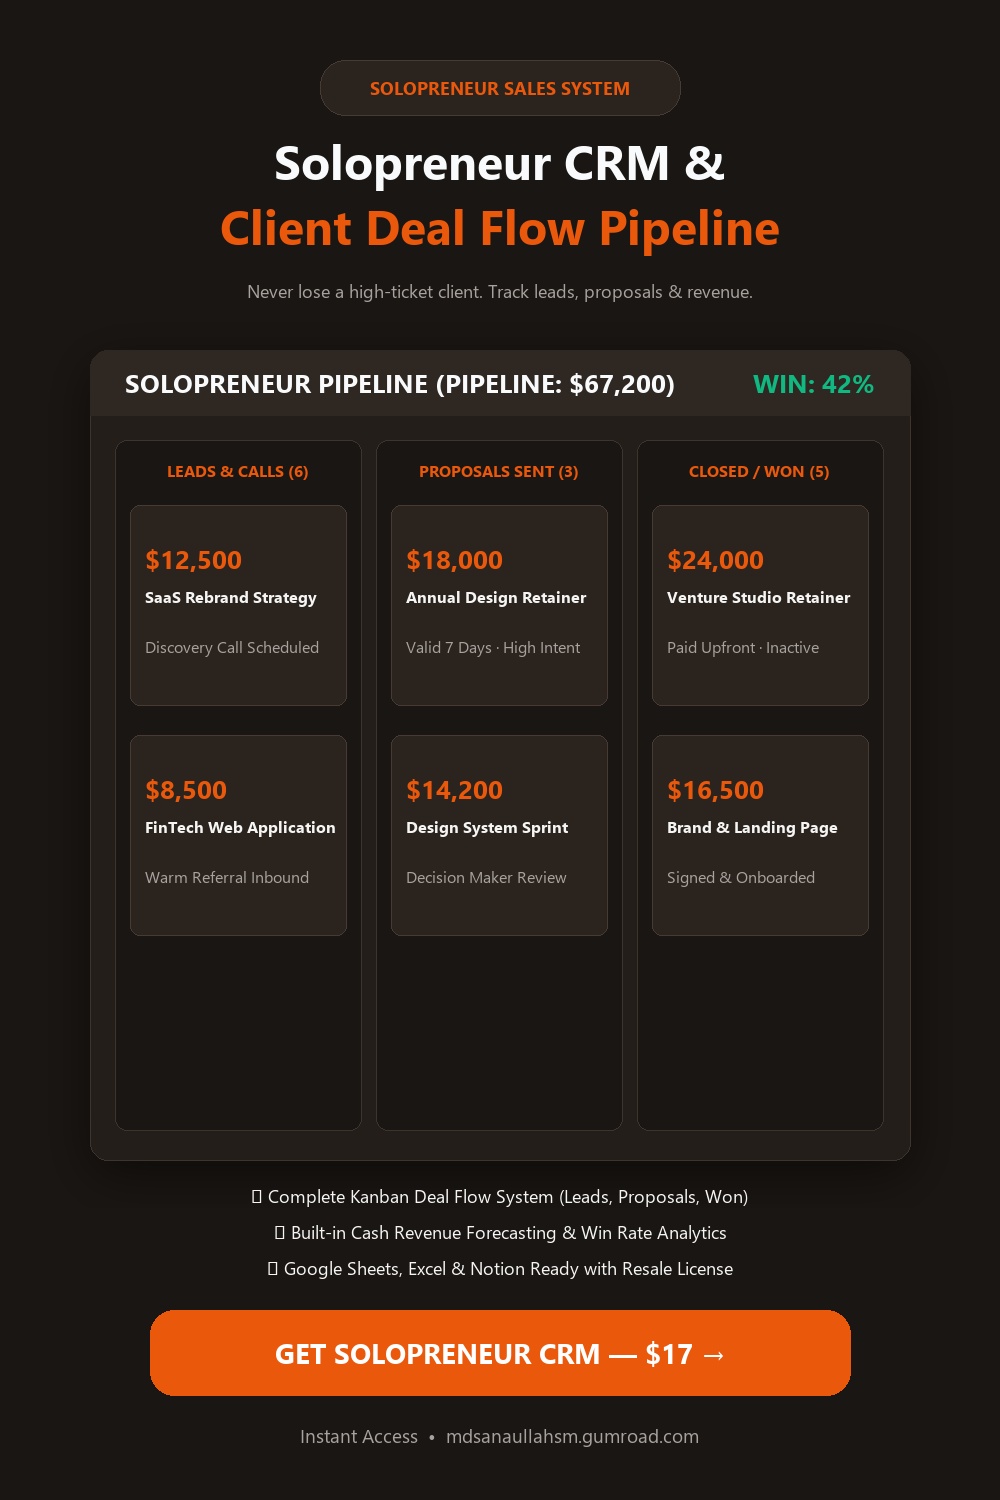 SOLOPRENEUR SALES SYSTEM
Solopreneur CRM &
Client Deal Flow Pipeline
Never lose a high-ticket client. Track leads, proposals & revenue.
SOLOPRENEUR PIPELINE (PIPELINE: $67,200)
WIN: 42%
LEADS & CALLS (6)
$12,500
SaaS Rebrand Strategy
Discovery Call Scheduled
$8,500
FinTech Web Application
Warm Referral Inbound
PROPOSALS SENT (3)
$18,000
Annual Design Retainer
Valid 7 Days · High Intent
$14,200
Design System Sprint
Decision Maker Review
CLOSED / WON (5)
$24,000
Venture Studio Retainer
Paid Upfront · Inactive
$16,500
Brand & Landing Page
Signed & Onboarded
Complete Kanban Deal Flow System (Leads, Proposals, Won)
Built-in Cash Revenue Forecasting & Win Rate Analytics
Google Sheets, Excel & Notion Ready with Resale License
GET SOLOPRENEUR CRM — $17 →
Instant Access • mdsanaullahsm.gumroad.com